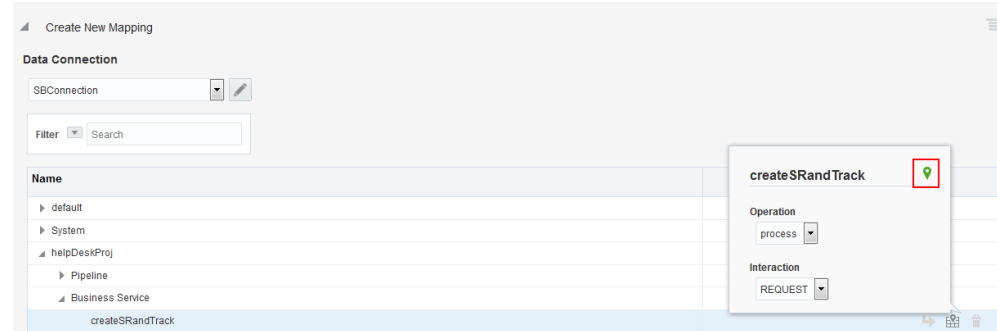 Create New Mapping
Data Connection
SBConnection
Filter Search
Name
default
System
helpDeskProj
Pipeline
Business Service
createSRandTrack
createSRandTrack
Operation
process
Interaction
REQUEST